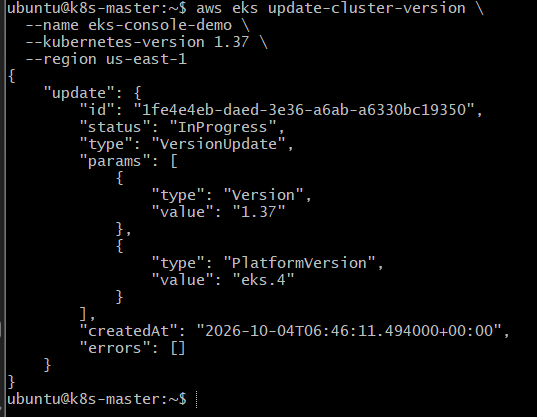 ubuntu@k8s-master:~$ aws eks update-cluster-version \
  --name eks-console-demo \
  --kubernetes-version 1.37 \
  --region us-east-1
{
    "update": {
        "id": "1fe4e4eb-daed-3e36-a6ab-a6330bc19350",
        "status": "InProgress",
        "type": "VersionUpdate",
        "params": [
            {
                "type": "Version",
                "value": "1.37"
            },
            {
                "type": "PlatformVersion",
                "value": "eks.4"
            }
        ],
        "createdAt": "2026-10-04T06:46:11.494000+00:00",
        "errors": []
    }
}
ubuntu@k8s-master:~$